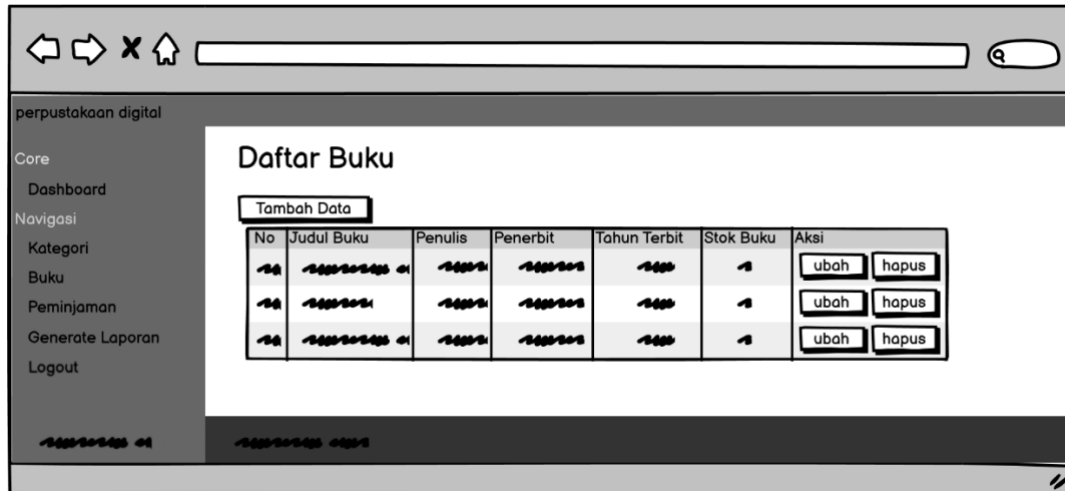 perpustakaan digital
Core
Dashboard
Navigasi
Kategori
Buku
Peminjaman
Generate Laporan
Logout
Daftar Buku
Tambah Data
No Judul Buku Penulis Penerbit Tahun Terbit Stok Buku Aksi
ubah hapus
ubah hapus
ubah hapus